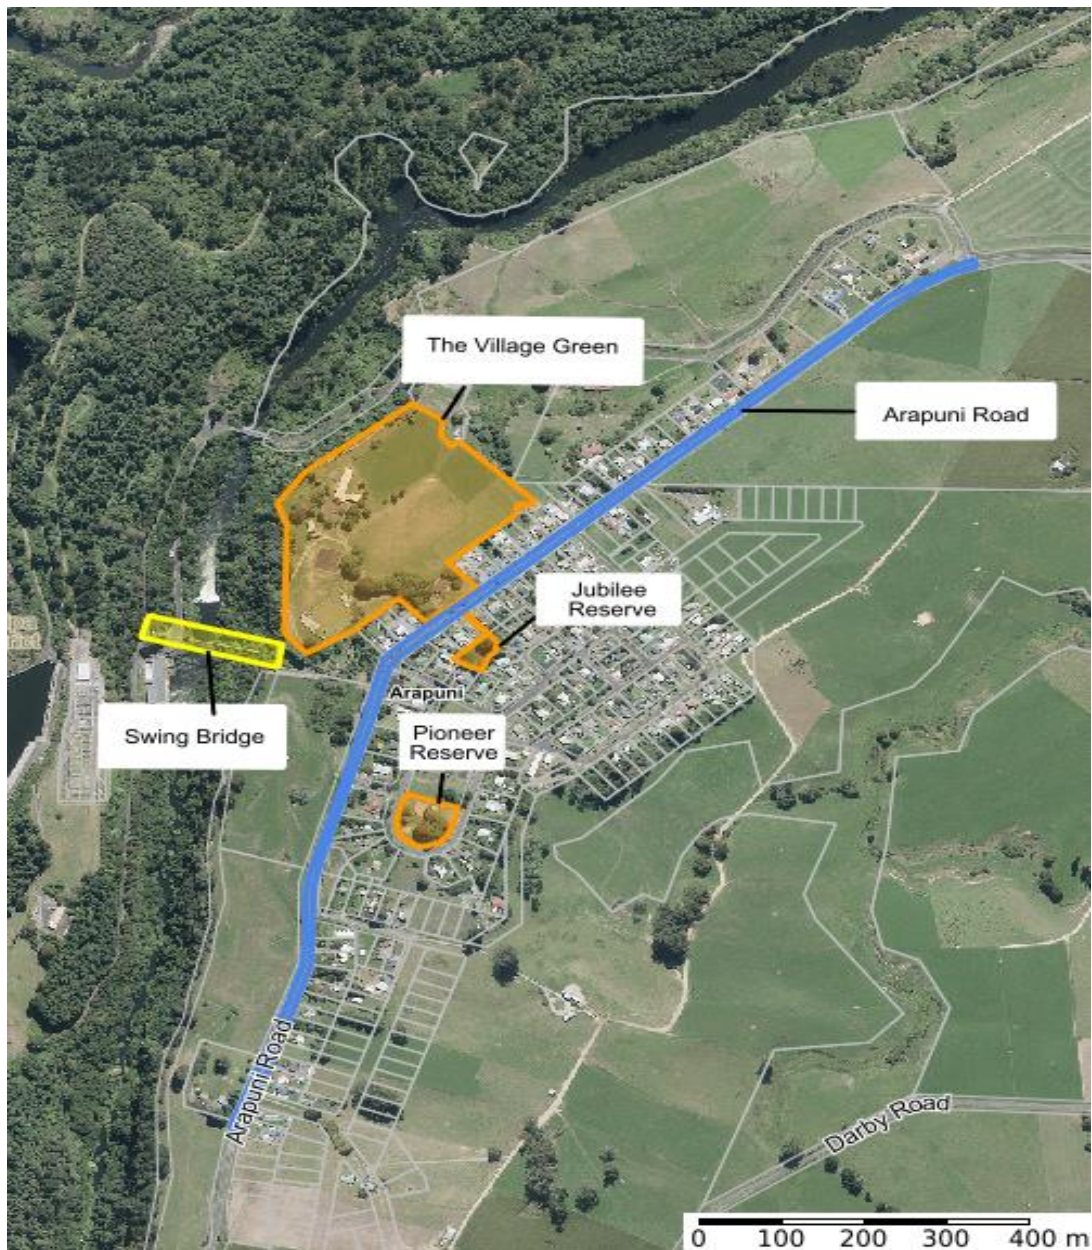 The Village Green
Arapuni Road
Jubilee
Reserve
Arapuni
Swing Bridge
Pioneer
Reserve
Arapuni Road
Darby Road
0 100 200 300 400 m